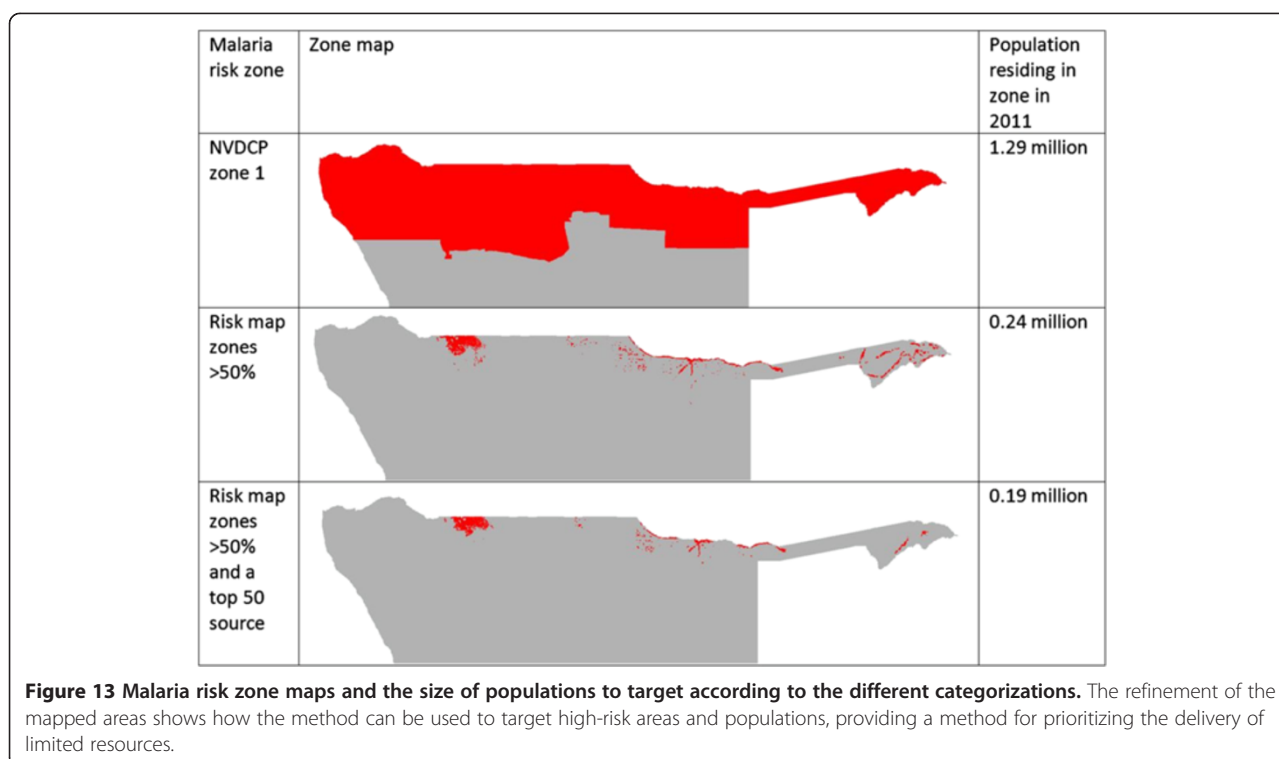 Malaria
risk zone
Zone map
Population
residing in
zone in
2011
NVDCP
zone 1
1.29 million
Risk map
zones
>50%
0.24 million
Risk map
zones
>50%
and a
top 50
source
0.19 million
Figure 13 Malaria risk zone maps and the size of populations to target according to the different categorizations. The refinement of the
mapped areas shows how the method can be used to target high-risk areas and populations, providing a method for prioritizing the delivery of
limited resources.